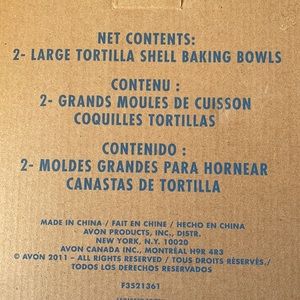 NET CONTENTS:
2- LARGE TORTILLA SHELL BAKING BOWLS
CONTENU :
2- GRANDS MOULES DE CUISSON
COQUILLES TORTILLAS
CONTENIDO :
2- MOLDES GRANDES PARA HORNEAR
CANASTAS DE TORTILLA
MADE IN CHINA / FAIT EN CHINE / HECHO EN CHINA
AVON PRODUCTS, INC., DISTR.
NEW YORK, N.Y. 10020
AVON CANADA INC., MONTRÉAL H9R 4R3
© AVON 2011 – ALL RIGHTS RESERVED / TOUS DROITS RÉSERVÉS./
TODOS LOS DERECHOS RESERVADOS
F3521361